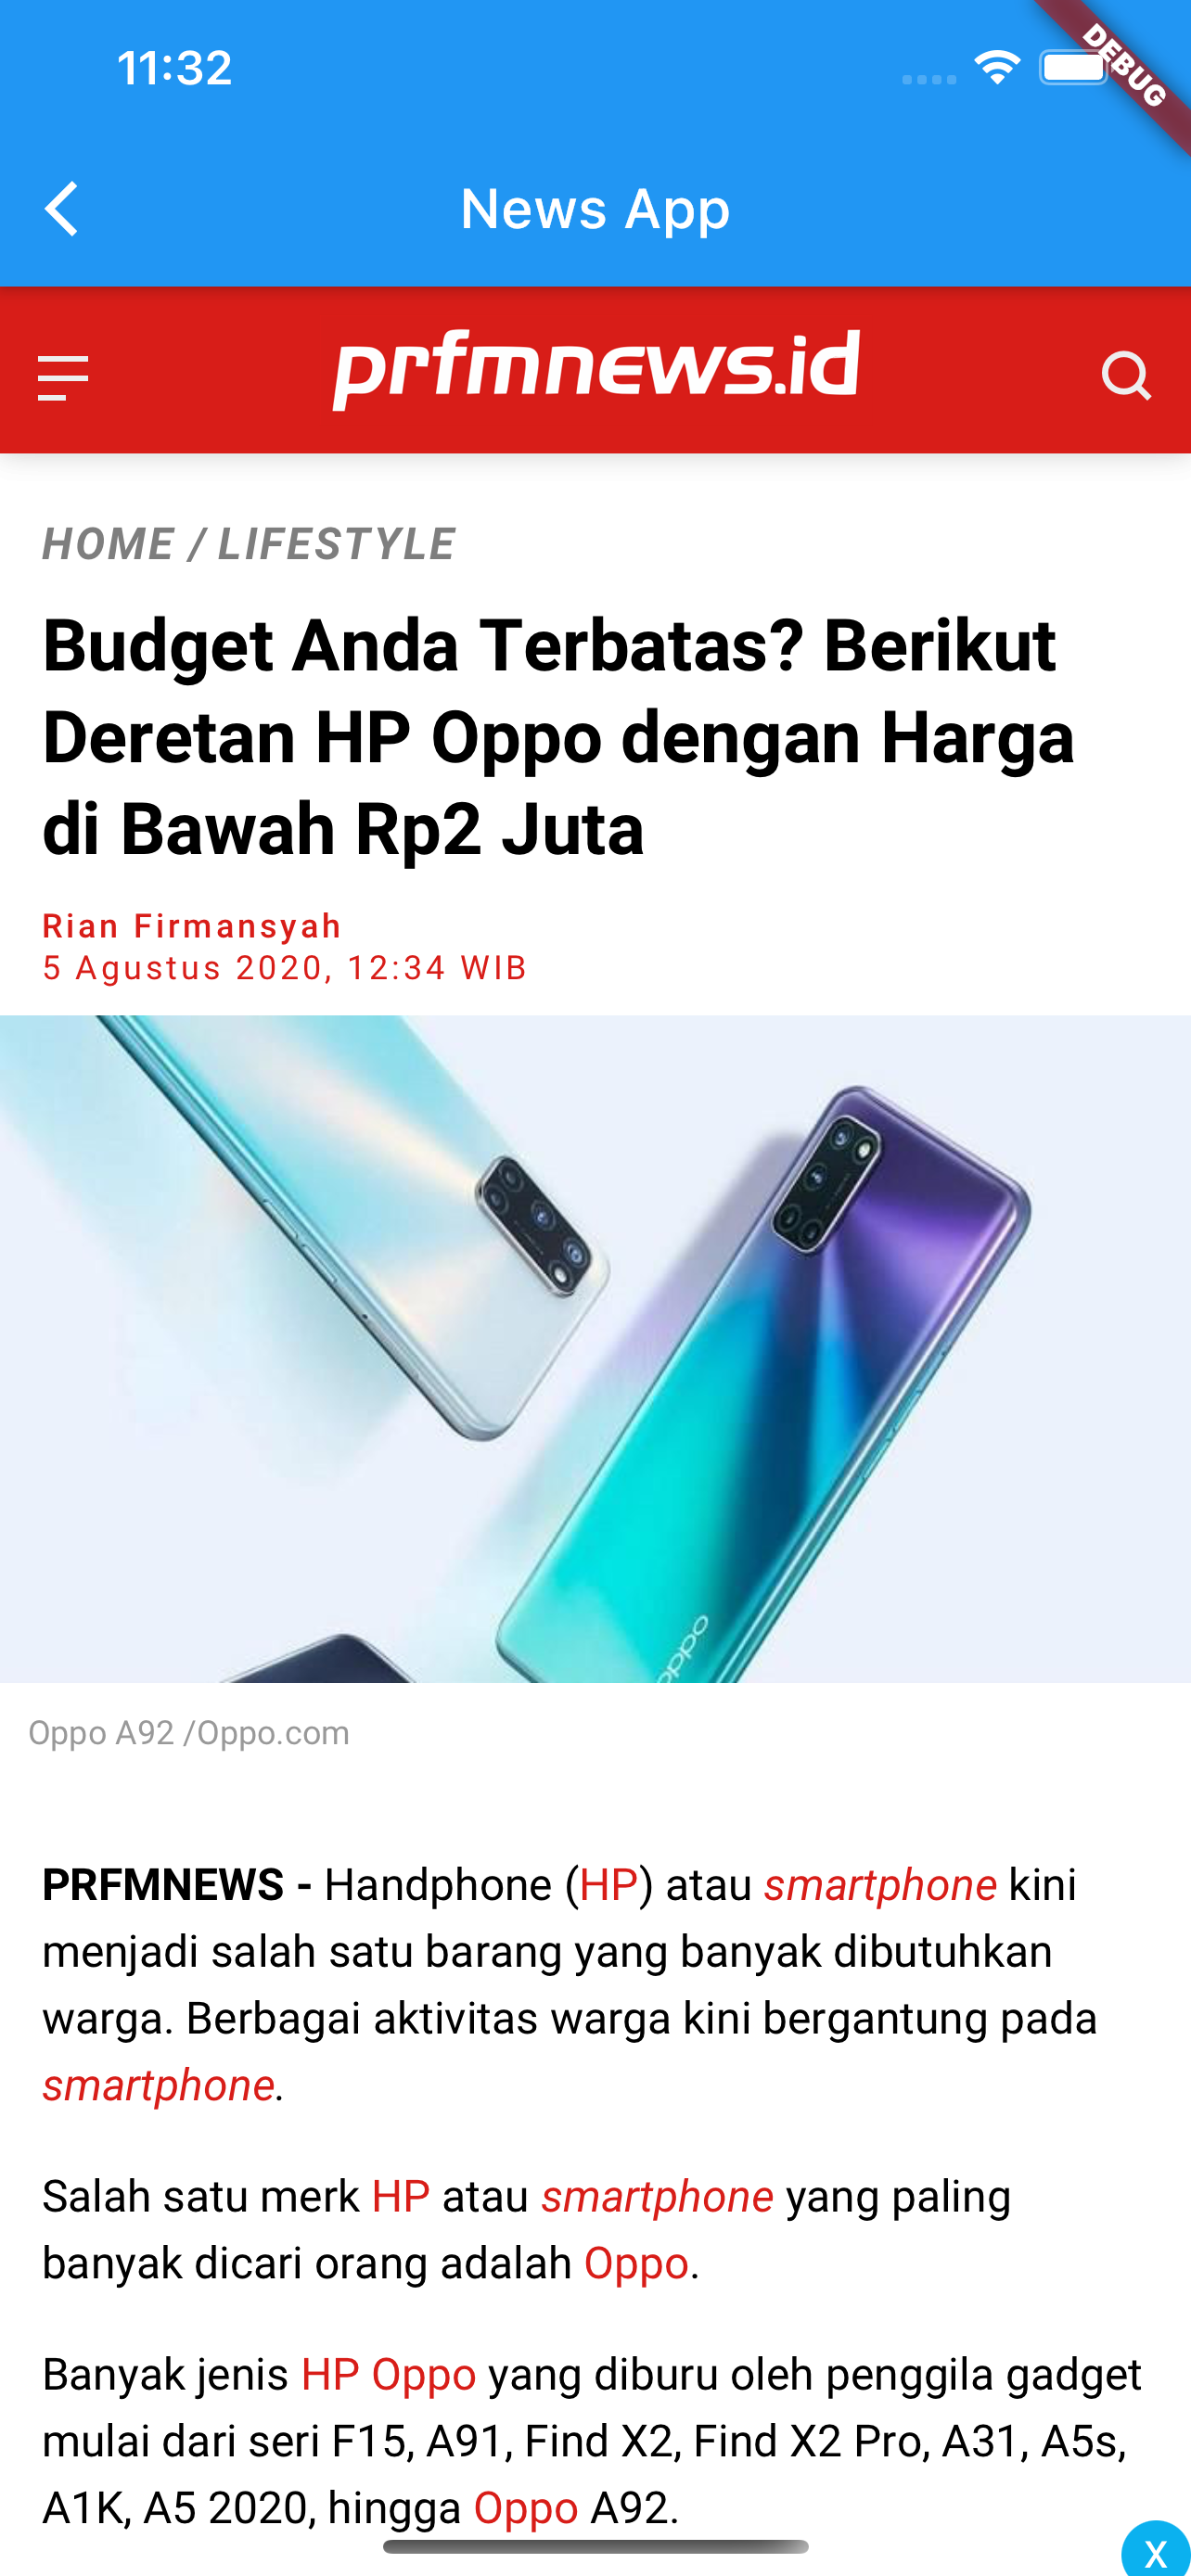 11:32
DEBUG
News App
prfmnews.id
HOME / LIFESTYLE
Budget Anda Terbatas? Berikut
Deretan HP Oppo dengan Harga
di Bawah Rp2 Juta
Rian Firmansyah
5 Agustus 2020, 12:34 WIB
oppo
Oppo A92 /Oppo.com
PRFMNEWS - Handphone (HP) atau smartphone kini
menjadi salah satu barang yang banyak dibutuhkan
warga. Berbagai aktivitas warga kini bergantung pada
smartphone.
Salah satu merk HP atau smartphone yang paling
banyak dicari orang adalah Oppo.
Banyak jenis HP Oppo yang diburu oleh penggila gadget
mulai dari seri F15, A91, Find X2, Find X2 Pro, A31, A5s,
A1K, A5 2020, hingga Oppo A92.
X